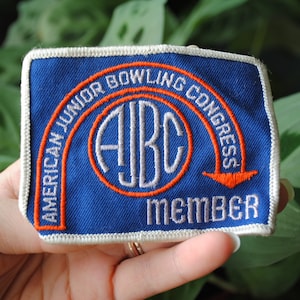 AMERICAN JUNIOR BOWLING CONGRESS
AJBC
MEMBER